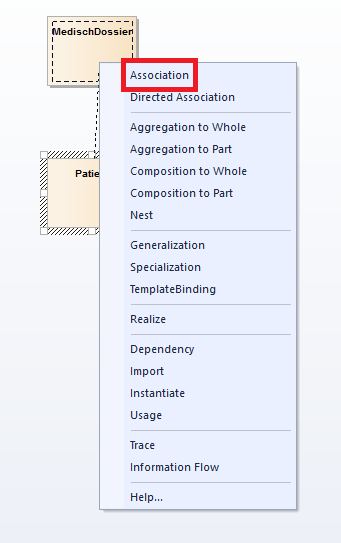 MedischDossier
Association
Directed Association
Patie
Aggregation to Whole
Aggregation to Part
Composition to Whole
Composition to Part
Nest
Generalization
Specialization
TemplateBinding
Realize
Dependency
Import
Instantiate
Usage
Trace
Information Flow
Help...